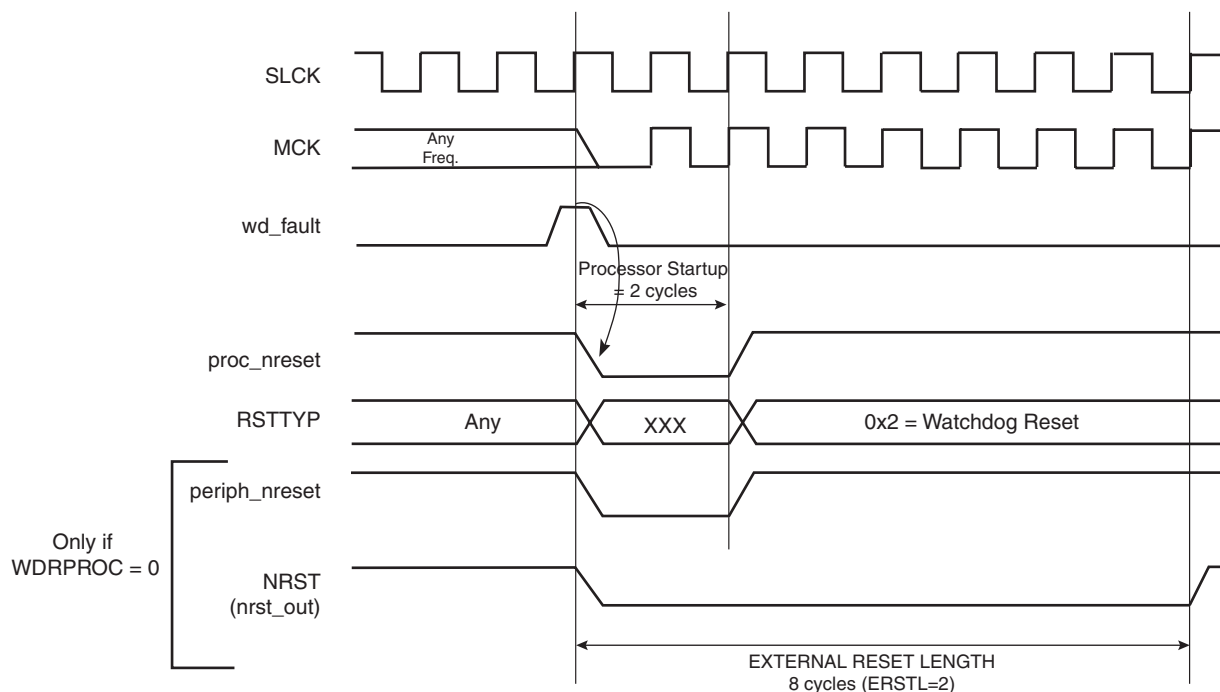 SLCK
MCK
Any
Freq.
wd_fault
Processor Startup
= 2 cycles
proc_nreset
RSTTYP
Any
XXX
0x2 = Watchdog Reset
periph_nreset
Only if
WDRPROC = 0
NRST
(nrst_out)
EXTERNAL RESET LENGTH
8 cycles (ERSTL=2)